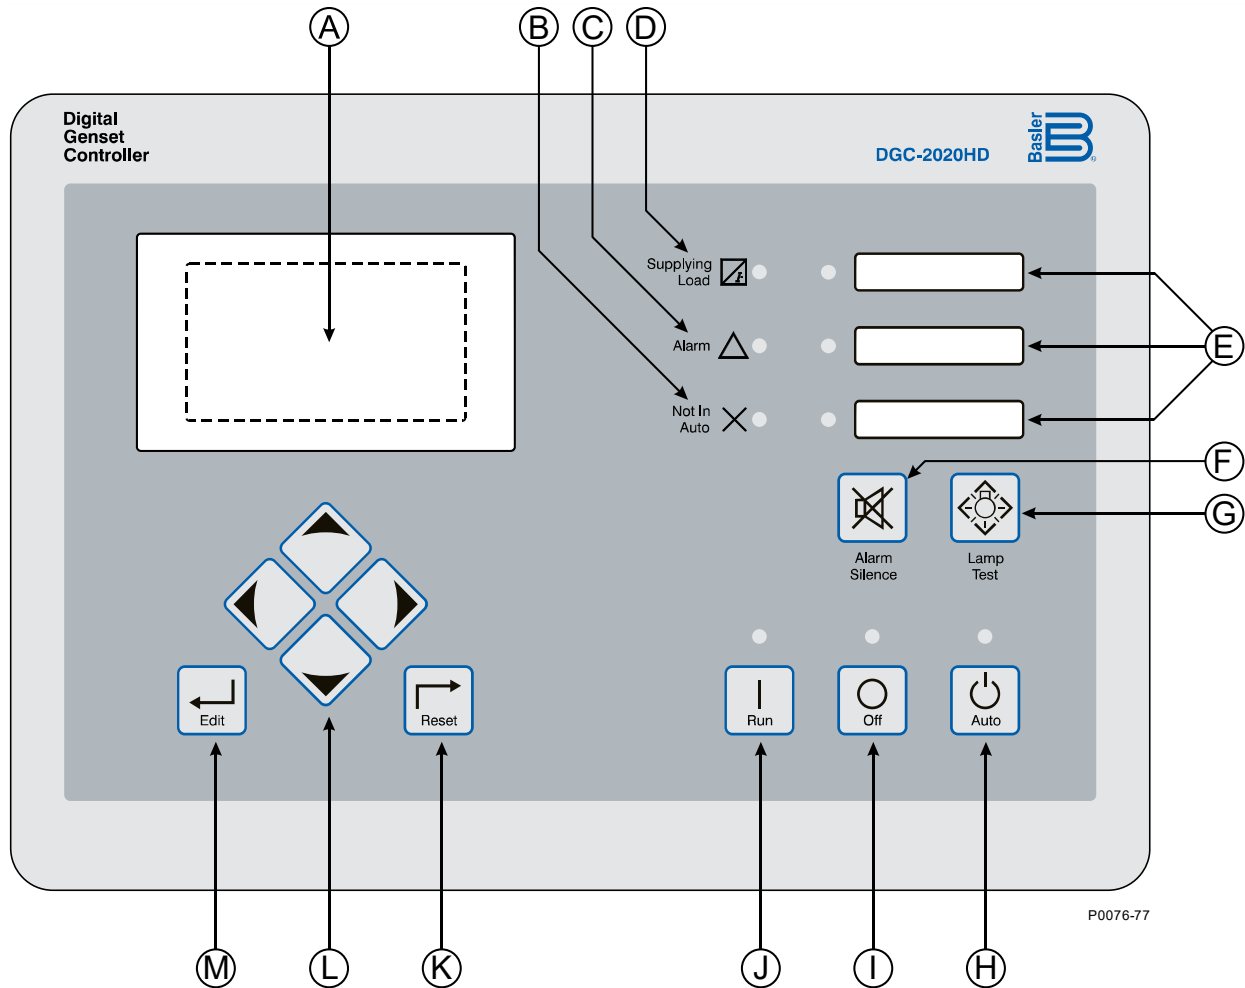 A
B
C
D
Digital
Genset
Controller
DGC-2020HD
Basler
®
Supplying
Load
Alarm
Not In
Auto
E
F
G
Alarm
Silence
Lamp
Test
Edit
Reset
Run
Off
Auto
P0076-77
M
L
K
J
I
H